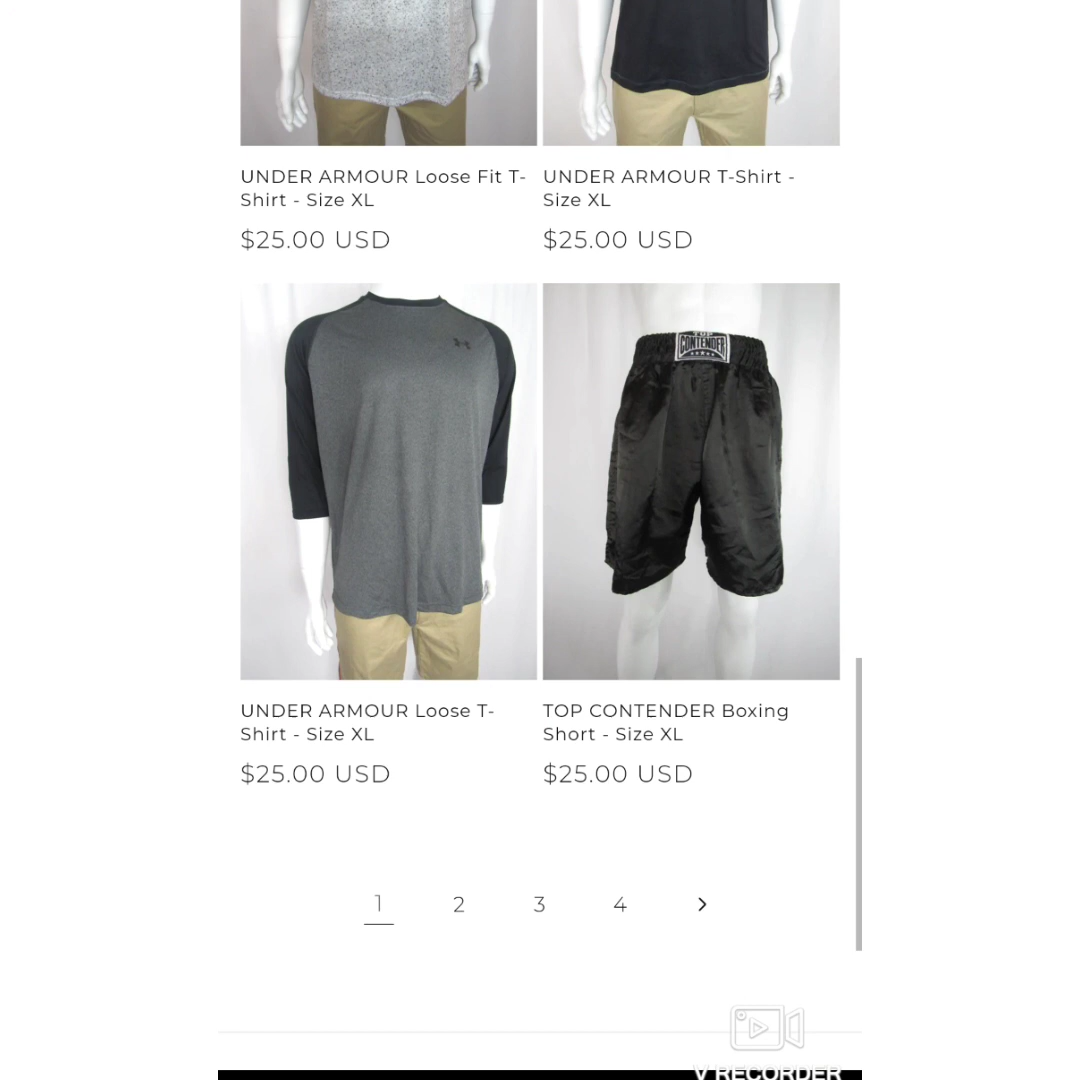 UNDER ARMOUR Loose Fit T-
Shirt - Size XL
$25.00 USD
UNDER ARMOUR T-Shirt -
Size XL
$25.00 USD
TOP
CONTENDER
UNDER ARMOUR Loose T-
Shirt - Size XL
$25.00 USD
TOP CONTENDER Boxing
Short - Size XL
$25.00 USD
1 2 3 4
V RECORDER